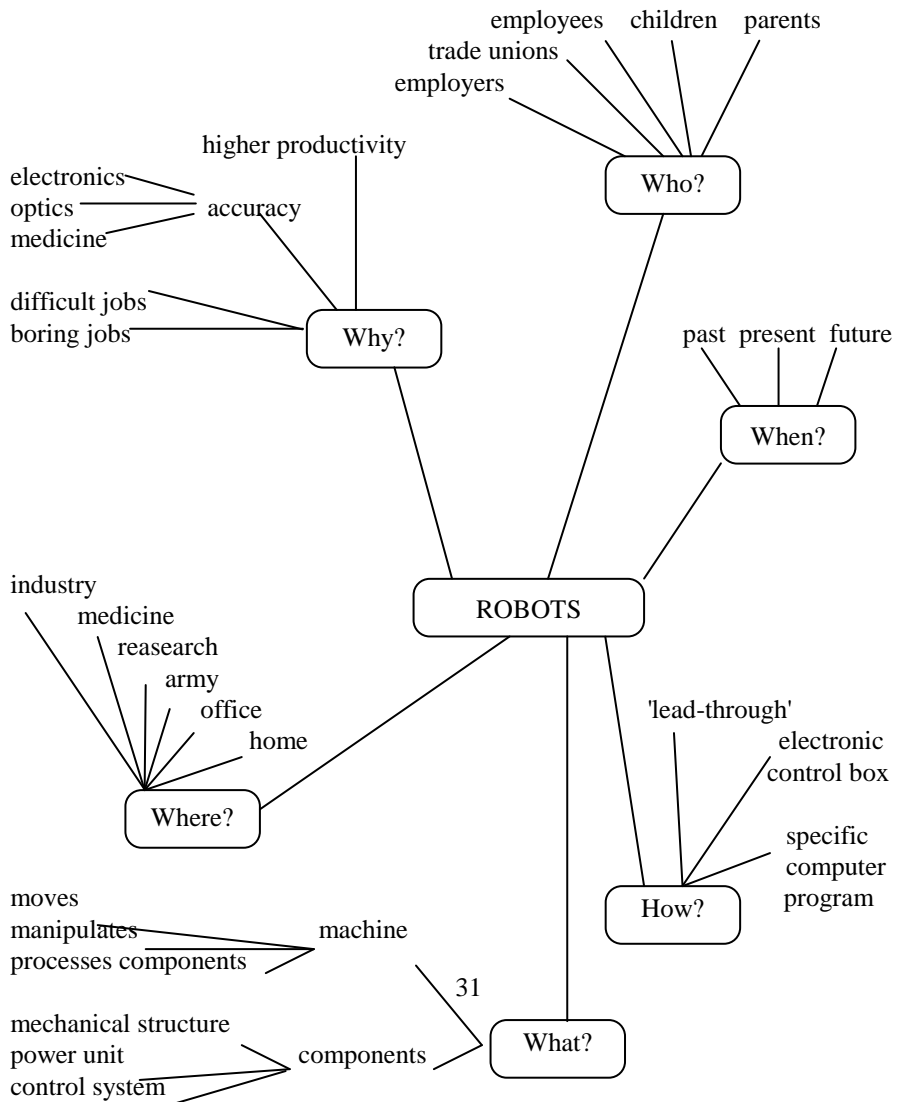 employees children parents
trade unions
employers
Who?
higher productivity
electronics
optics
medicine
accuracy
difficult jobs
boring jobs
Why?
past present future
When?
ROBOTS
industry
medicine
reasearch
army
office
home
Where?
'lead-through'
electronic
control box
specific
computer
program
How?
moves
manipulates
processes components
machine
31
mechanical structure
power unit
control system
components
What?